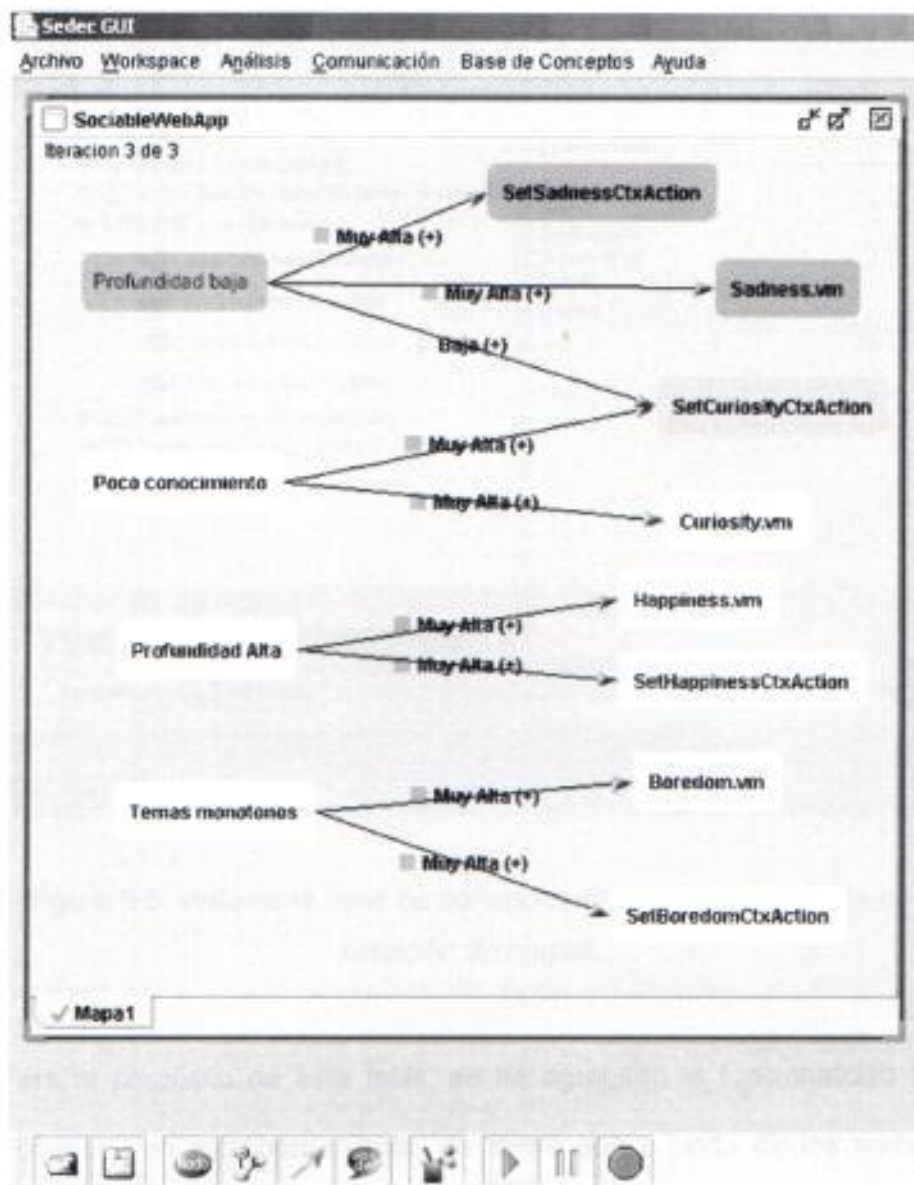 Sedec GUI
Archivo Workspace Análisis Comunicación Base de Conceptos Ayuda
SociableWebApp
Iteracion 3 de 3
SetSadnessCtxAction
Muy Alta (+)
Profundidad baja
Muy Alta (+)
Sadness.vm
Baja (+)
SetCuriosityCtxAction
Muy Alta (+)
Poco conocimiento
Muy Alta (+)
Curiosity.vm
Happiness.vm
Muy Alta (+)
Profundidad Alta
Muy Alta (+)
SetHappinessCtxAction
Boredom.vm
Muy Alta (+)
Temas monotonos
Muy Alta (+)
SetBoredomCtxAction
Mapa1